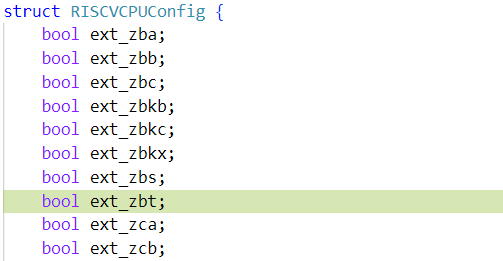 struct RISCVCPUConfig {
bool ext_zba;
bool ext_zbb;
bool ext_zbc;
bool ext_zbkb;
bool ext_zbkc;
bool ext_zbkx;
bool ext_zbs;
bool ext_zbt;
bool ext_zca;
bool ext_zcb;